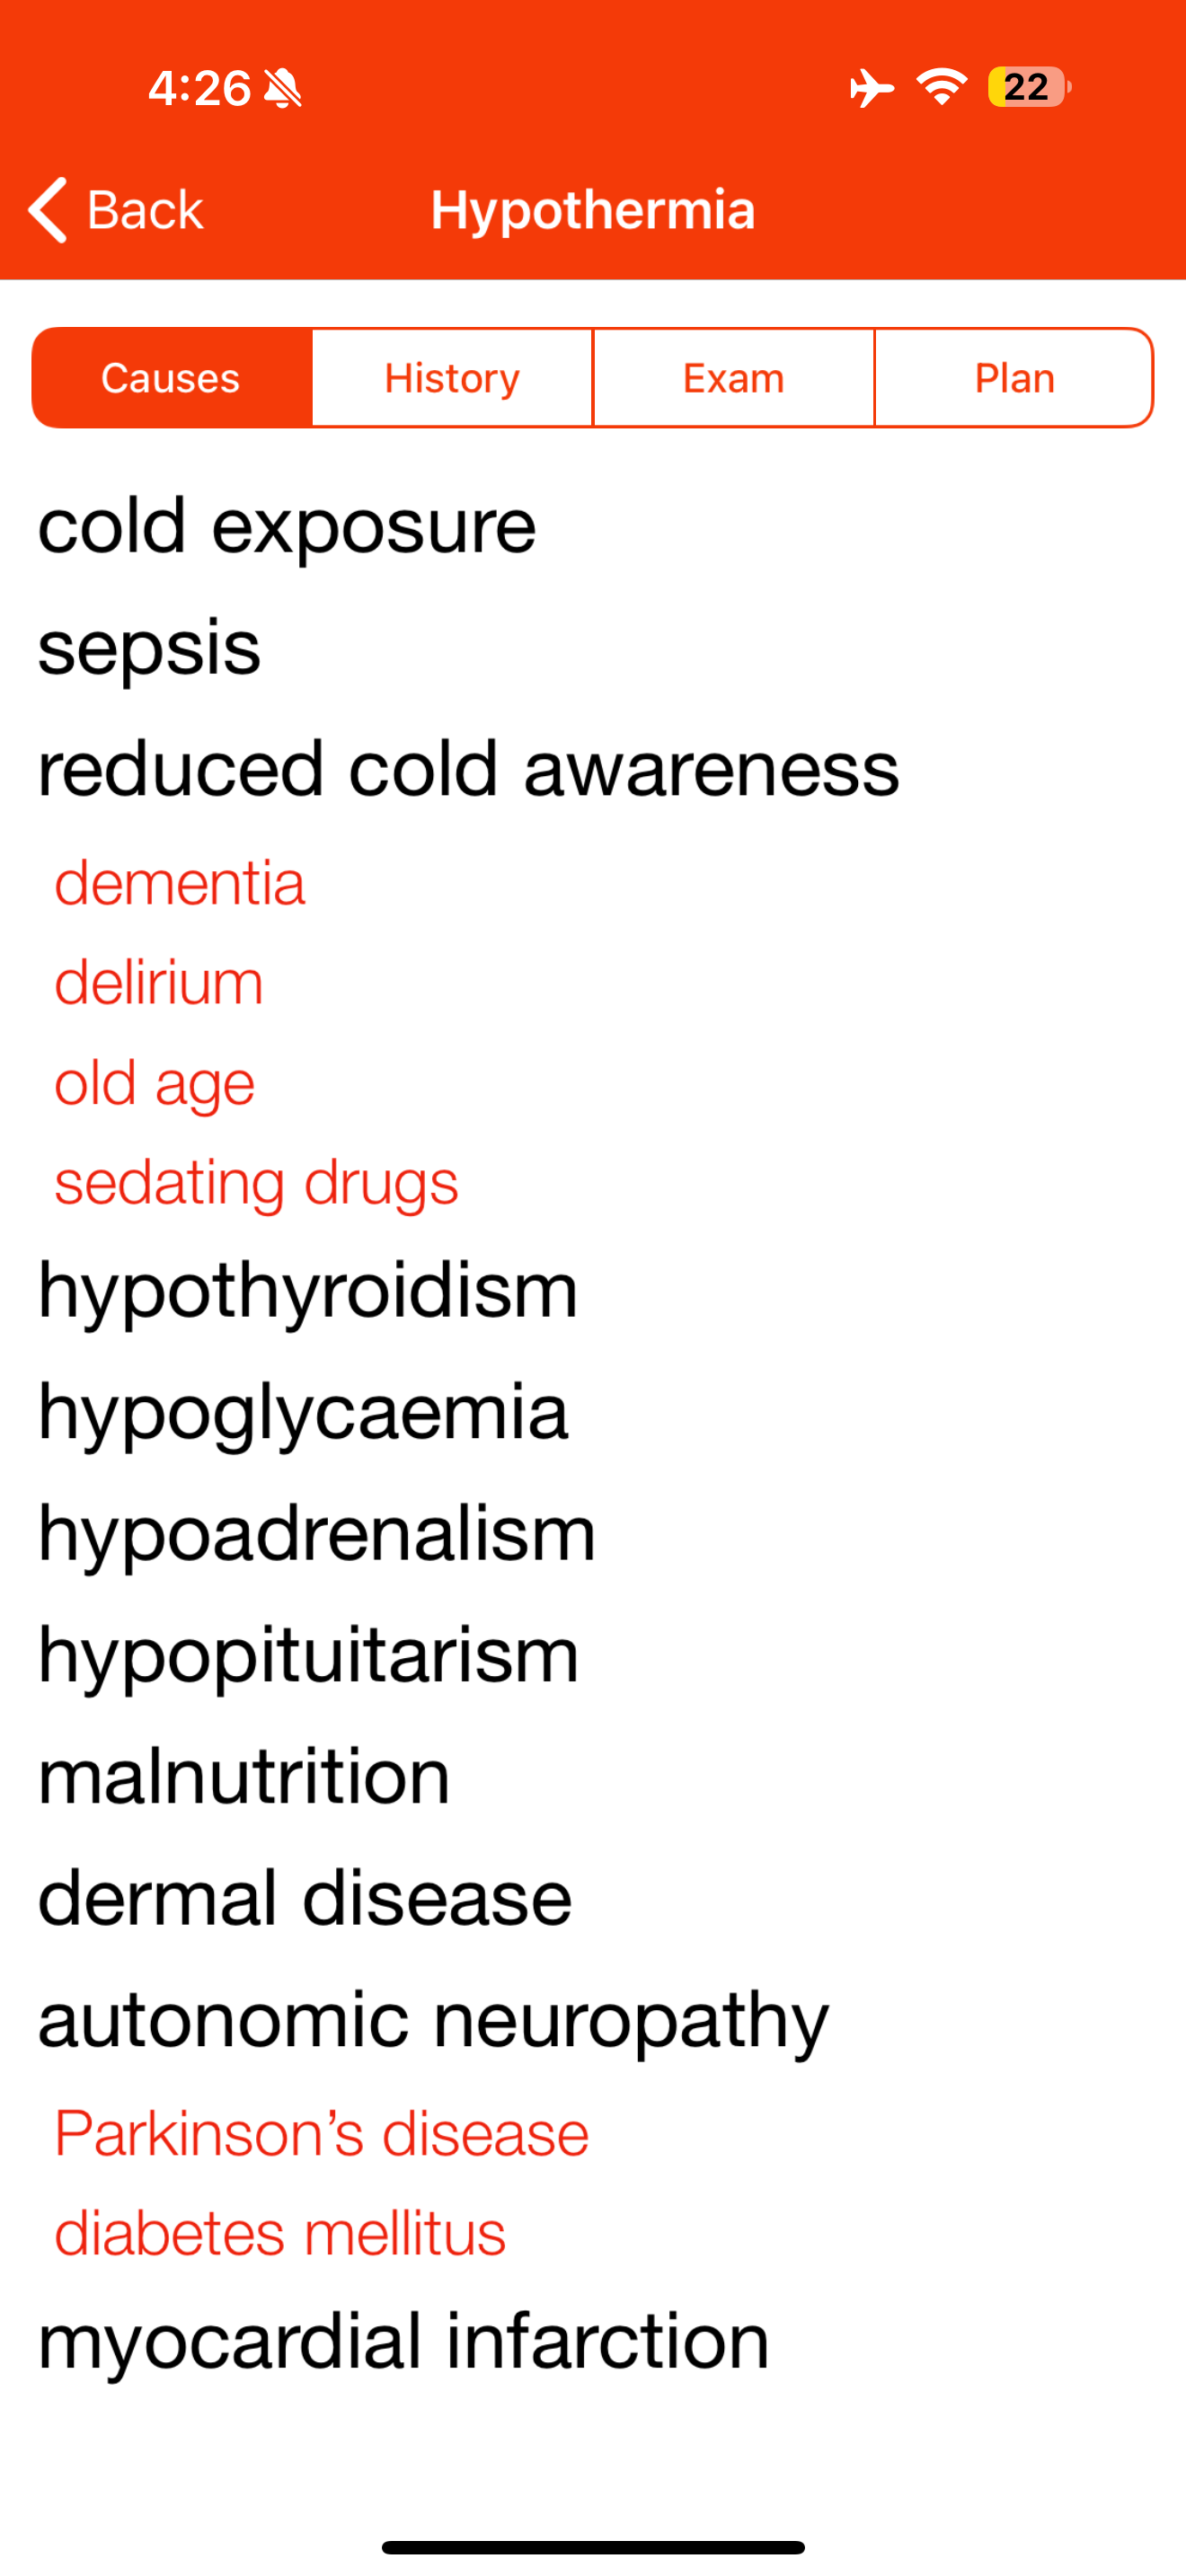 4:26
22
Back
Hypothermia
Causes
History
Exam
Plan
cold exposure
sepsis
reduced cold awareness
dementia
delirium
old age
sedating drugs
hypothyroidism
hypoglycaemia
hypoadrenalism
hypopituitarism
malnutrition
dermal disease
autonomic neuropathy
Parkinson’s disease
diabetes mellitus
myocardial infarction